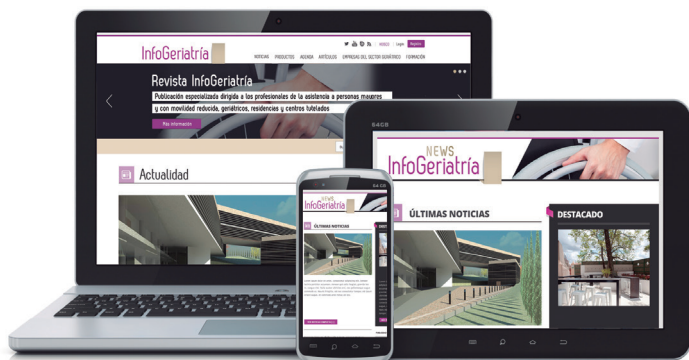 InfoGeriatría
VIDEOS
Login
Registro
NOTICIAS PRODUCTOS AGENDA ARTÍCULOS EMPRESAS DEL SECTOR GERIÁTRICO FORMACIÓN
Revista InfoGeriatría
Publicación especializada dirigida a los profesionales de la asistencia a personas mayores
y con movilidad reducida, geriátricos, residencias y centros tutelados
Más información
Actualidad
NEWS
InfoGeriatría
ÚLTIMAS NOTICIAS
NEWS
InfoGeriatría
ÚLTIMAS NOTICIAS
DESTACADO